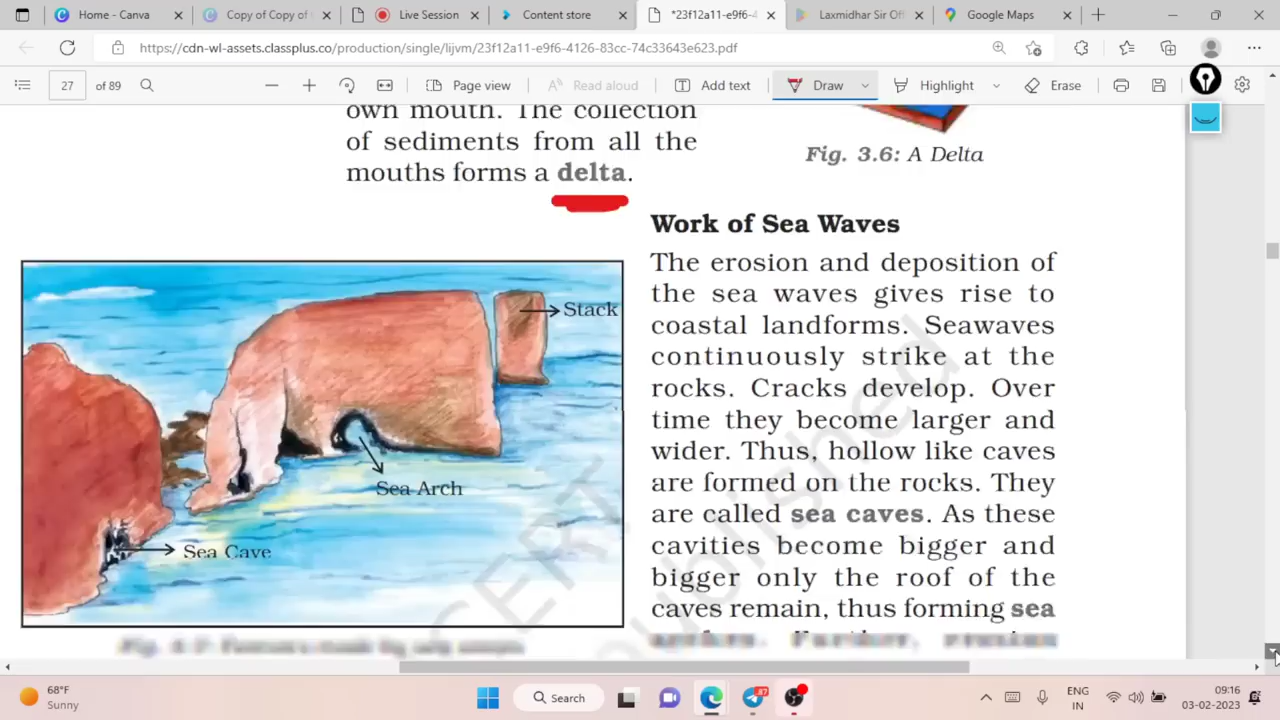 Home - Canva
Copy of Copy of
Live Session
Content store
*23f12a11-e9f6-4
Laxmidhar Sir Off
Google Maps
https://cdn-wl-assets.classplus.co/production/single/lijvm/23f12a11-e9f6-4126-83cc-74c33643e623.pdf
27 of 89
Page view
Read aloud
Add text
Draw
Highlight
Erase
own mouth. The collection
of sediments from all the
mouths forms a delta.
Fig. 3.6: A Delta
Work of Sea Waves
The erosion and deposition of
the sea waves gives rise to
coastal landforms. Seawaves
continuously strike at the
rocks. Cracks develop. Over
time they become larger and
wider. Thus, hollow like caves
are formed on the rocks. They
are called sea caves. As these
cavities become bigger and
bigger only the roof of the
caves remain, thus forming sea
Stack
Sea Arch
Sea Cave
68°F
Sunny
Search
87
ENG
IN
09:16
03-02-2023